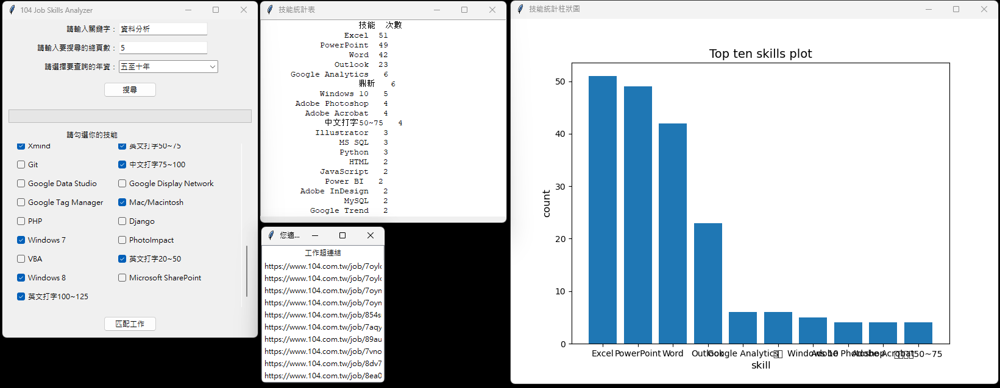 104 Job Skills Analyzer
請輸入關鍵字： 資料分析
請輸入要搜尋的總頁數： 5
請選擇要查詢的年資： 五至十年
搜尋
請勾選你的技能
Xmind 英文打字50~75
Git 中文打字75~100
Google Data Studio Google Display Network
Google Tag Manager Mac/Macintosh
PHP Django
Windows 7 PhotoImpact
VBA 英文打字20~50
Windows 8 Microsoft SharePoint
英文打字100~125
匹配工作
技能統計表
技能 次數
Excel 51
PowerPoint 49
Word 42
Outlook 23
Google Analytics 6
鼎新 6
Windows 10 5
Adobe Photoshop 4
Adobe Acrobat 4
中文打字50~75 4
Illustrator 3
MS SQL 3
Python 3
HTML 2
JavaScript 2
Power BI 2
Adobe InDesign 2
MySQL 2
Google Trend 2
您適...
工作超連結
https://www.104.com.tw/job/7oylc
https://www.104.com.tw/job/7oylc
https://www.104.com.tw/job/7oyn
https://www.104.com.tw/job/7oyn
https://www.104.com.tw/job/854s
https://www.104.com.tw/job/7aqy
https://www.104.com.tw/job/89au
https://www.104.com.tw/job/7vno
https://www.104.com.tw/job/8dv7
https://www.104.com.tw/job/8ea0
技能統計柱狀圖
Top ten skills plot
count
50
40
30
20
10
0
Excel PowerPoint Word Outlook Google Analytics Windows 10 Adobe Photoshop Adobe Acrobat 50~75
skill